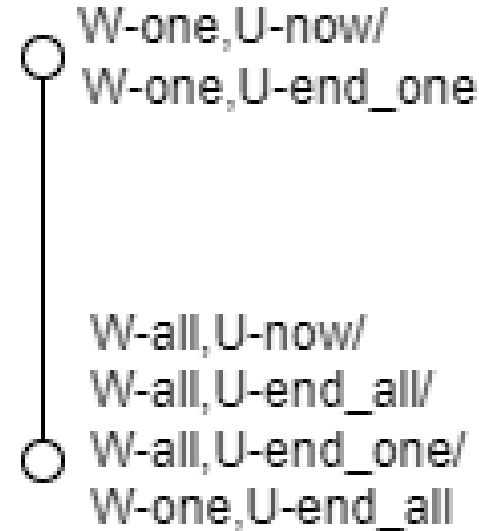 W-one,U-now/
W-one,U-end_one
W-all,U-now/
W-all,U-end_all/
W-all,U-end_one/
W-one,U-end_all